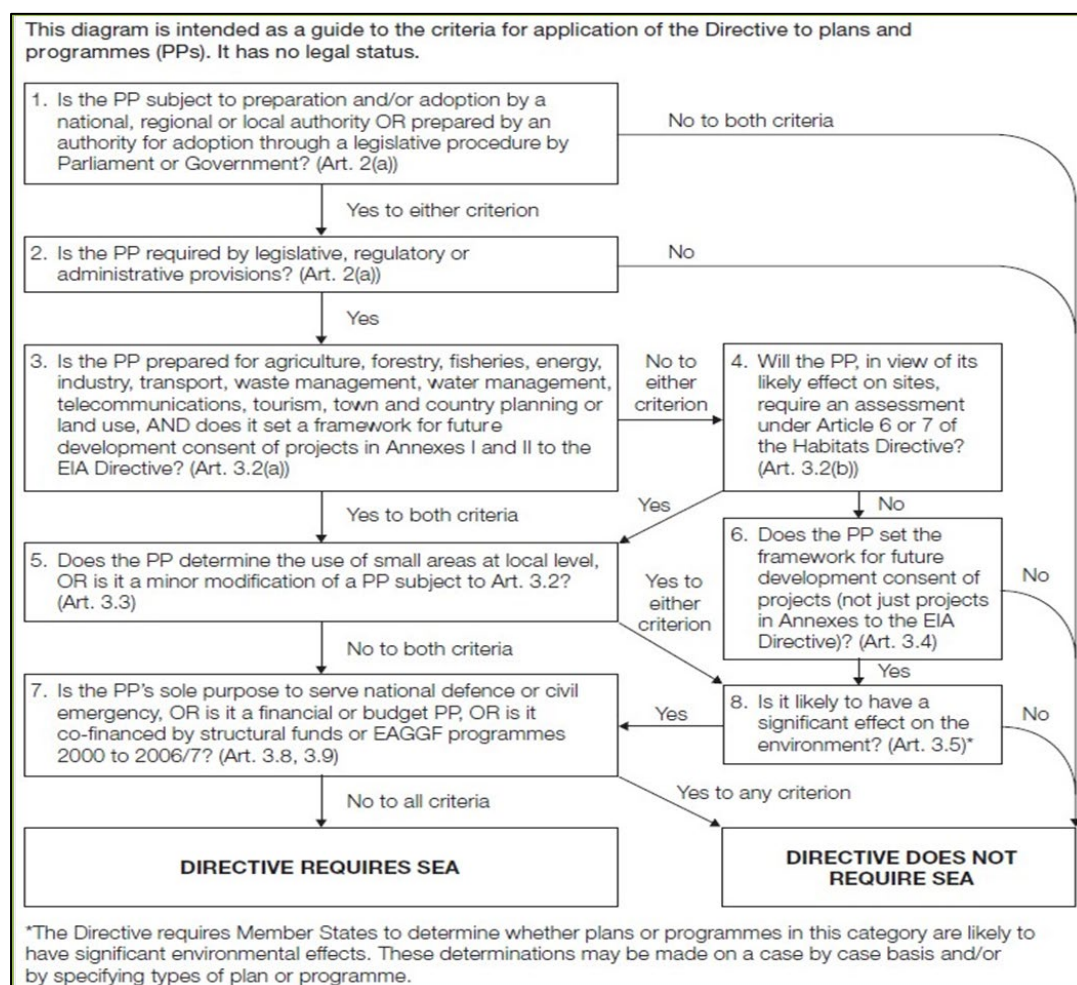 This diagram is intended as a guide to the criteria for application of the Directive to plans and
programmes (PPs). It has no legal status.
1. Is the PP subject to preparation and/or adoption by a
national, regional or local authority OR prepared by an
authority for adoption through a legislative procedure by
Parliament or Government? (Art. 2(a))
No to both criteria
Yes to either criterion
2. Is the PP required by legislative, regulatory or
administrative provisions? (Art. 2(a))
No
Yes
3. Is the PP prepared for agriculture, forestry, fisheries, energy,
industry, transport, waste management, water management,
telecommunications, tourism, town and country planning or
land use, AND does it set a framework for future
development consent of projects in Annexes I and II to the
EIA Directive? (Art. 3.2(a))
No to
either
criterion
4. Will the PP, in view of its
likely effect on sites,
require an assessment
under Article 6 or 7 of
the Habitats Directive?
(Art. 3.2(b))
Yes to both criteria
Yes
No
5. Does the PP determine the use of small areas at local level,
OR is it a minor modification of a PP subject to Art. 3.2?
(Art. 3.3)
Yes to
either
criterion
6. Does the PP set the
framework for future
development consent of
projects (not just projects
in Annexes to the EIA
Directive)? (Art. 3.4)
No
No to both criteria
Yes
7. Is the PP's sole purpose to serve national defence or civil
emergency, OR is it a financial or budget PP, OR is it
co-financed by structural funds or EAGGF programmes
2000 to 2006/7? (Art. 3.8, 3.9)
Yes
8. Is it likely to have a
significant effect on the
environment? (Art. 3.5)*
No
No to all criteria
Yes to any criterion
DIRECTIVE REQUIRES SEA
DIRECTIVE DOES NOT
REQUIRE SEA
*The Directive requires Member States to determine whether plans or programmes in this category are likely to
have significant environmental effects. These determinations may be made on a case by case basis and/or
by specifying types of plan or programme.